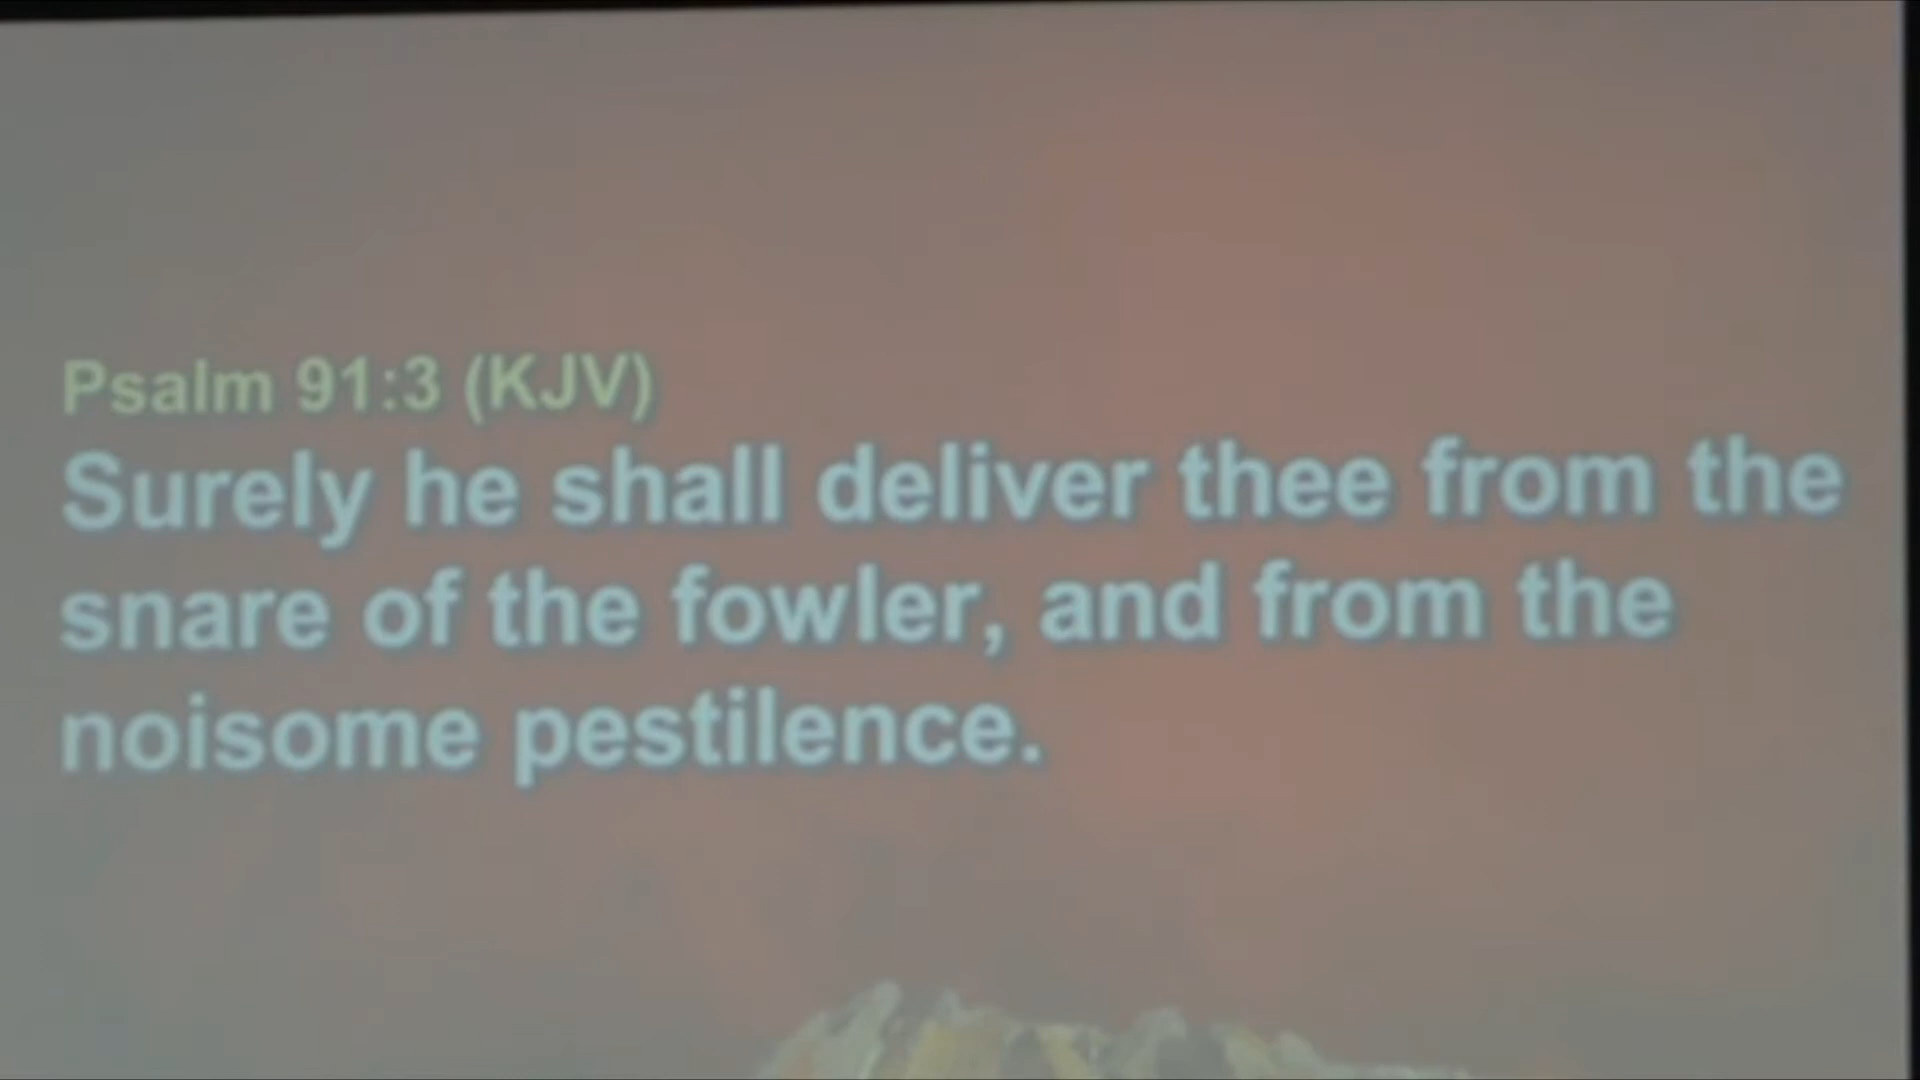 Psalm 91:3 (KJV)
Surely he shall deliver thee from the
snare of the fowler, and from the
noisome pestilence.